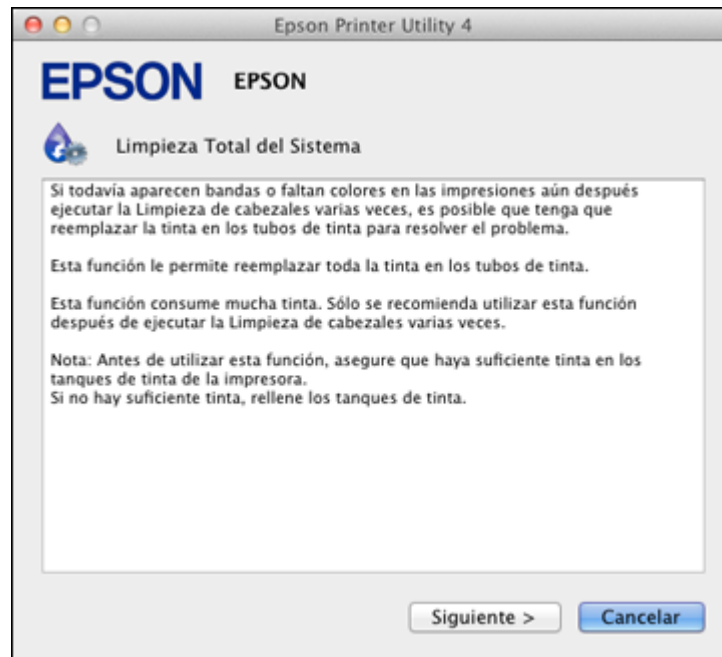 Epson Printer Utility 4
EPSON EPSON
Limpieza Total del Sistema
Si todavía aparecen bandas o faltan colores en las impresiones aún después
ejecutar la Limpieza de cabezales varias veces, es posible que tenga que
reemplazar la tinta en los tubos de tinta para resolver el problema.
Esta función le permite reemplazar toda la tinta en los tubos de tinta.
Esta función consume mucha tinta. Sólo se recomienda utilizar esta función
después de ejecutar la Limpieza de cabezales varias veces.
Nota: Antes de utilizar esta función, asegure que haya suficiente tinta en los
tanques de tinta de la impresora.
Si no hay suficiente tinta, rellene los tanques de tinta.
Siguiente > Cancelar